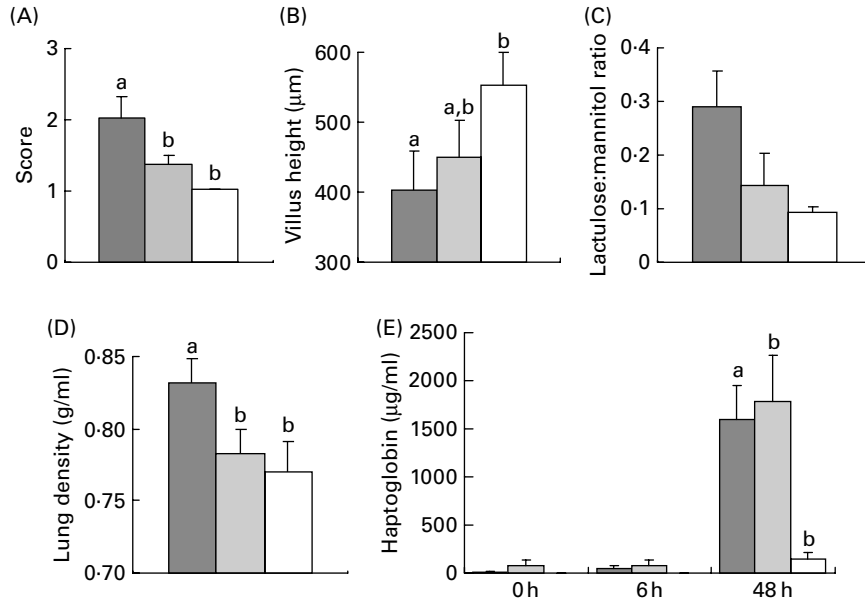 (A)
3
2
1
0
Score
a
b
b
(B)
600
500
400
300
Villus height (μm)
a
a,b
b
(C)
0·4
0·3
0·2
0·1
0
Lactulose:mannitol ratio
(D)
0·85
0·80
0·75
0·70
Lung density (g/ml)
a
b
b
(E)
2500
2000
1500
1000
500
0
Haptoglobin (μg/ml)
a
b
b
0 h
6 h
48 h